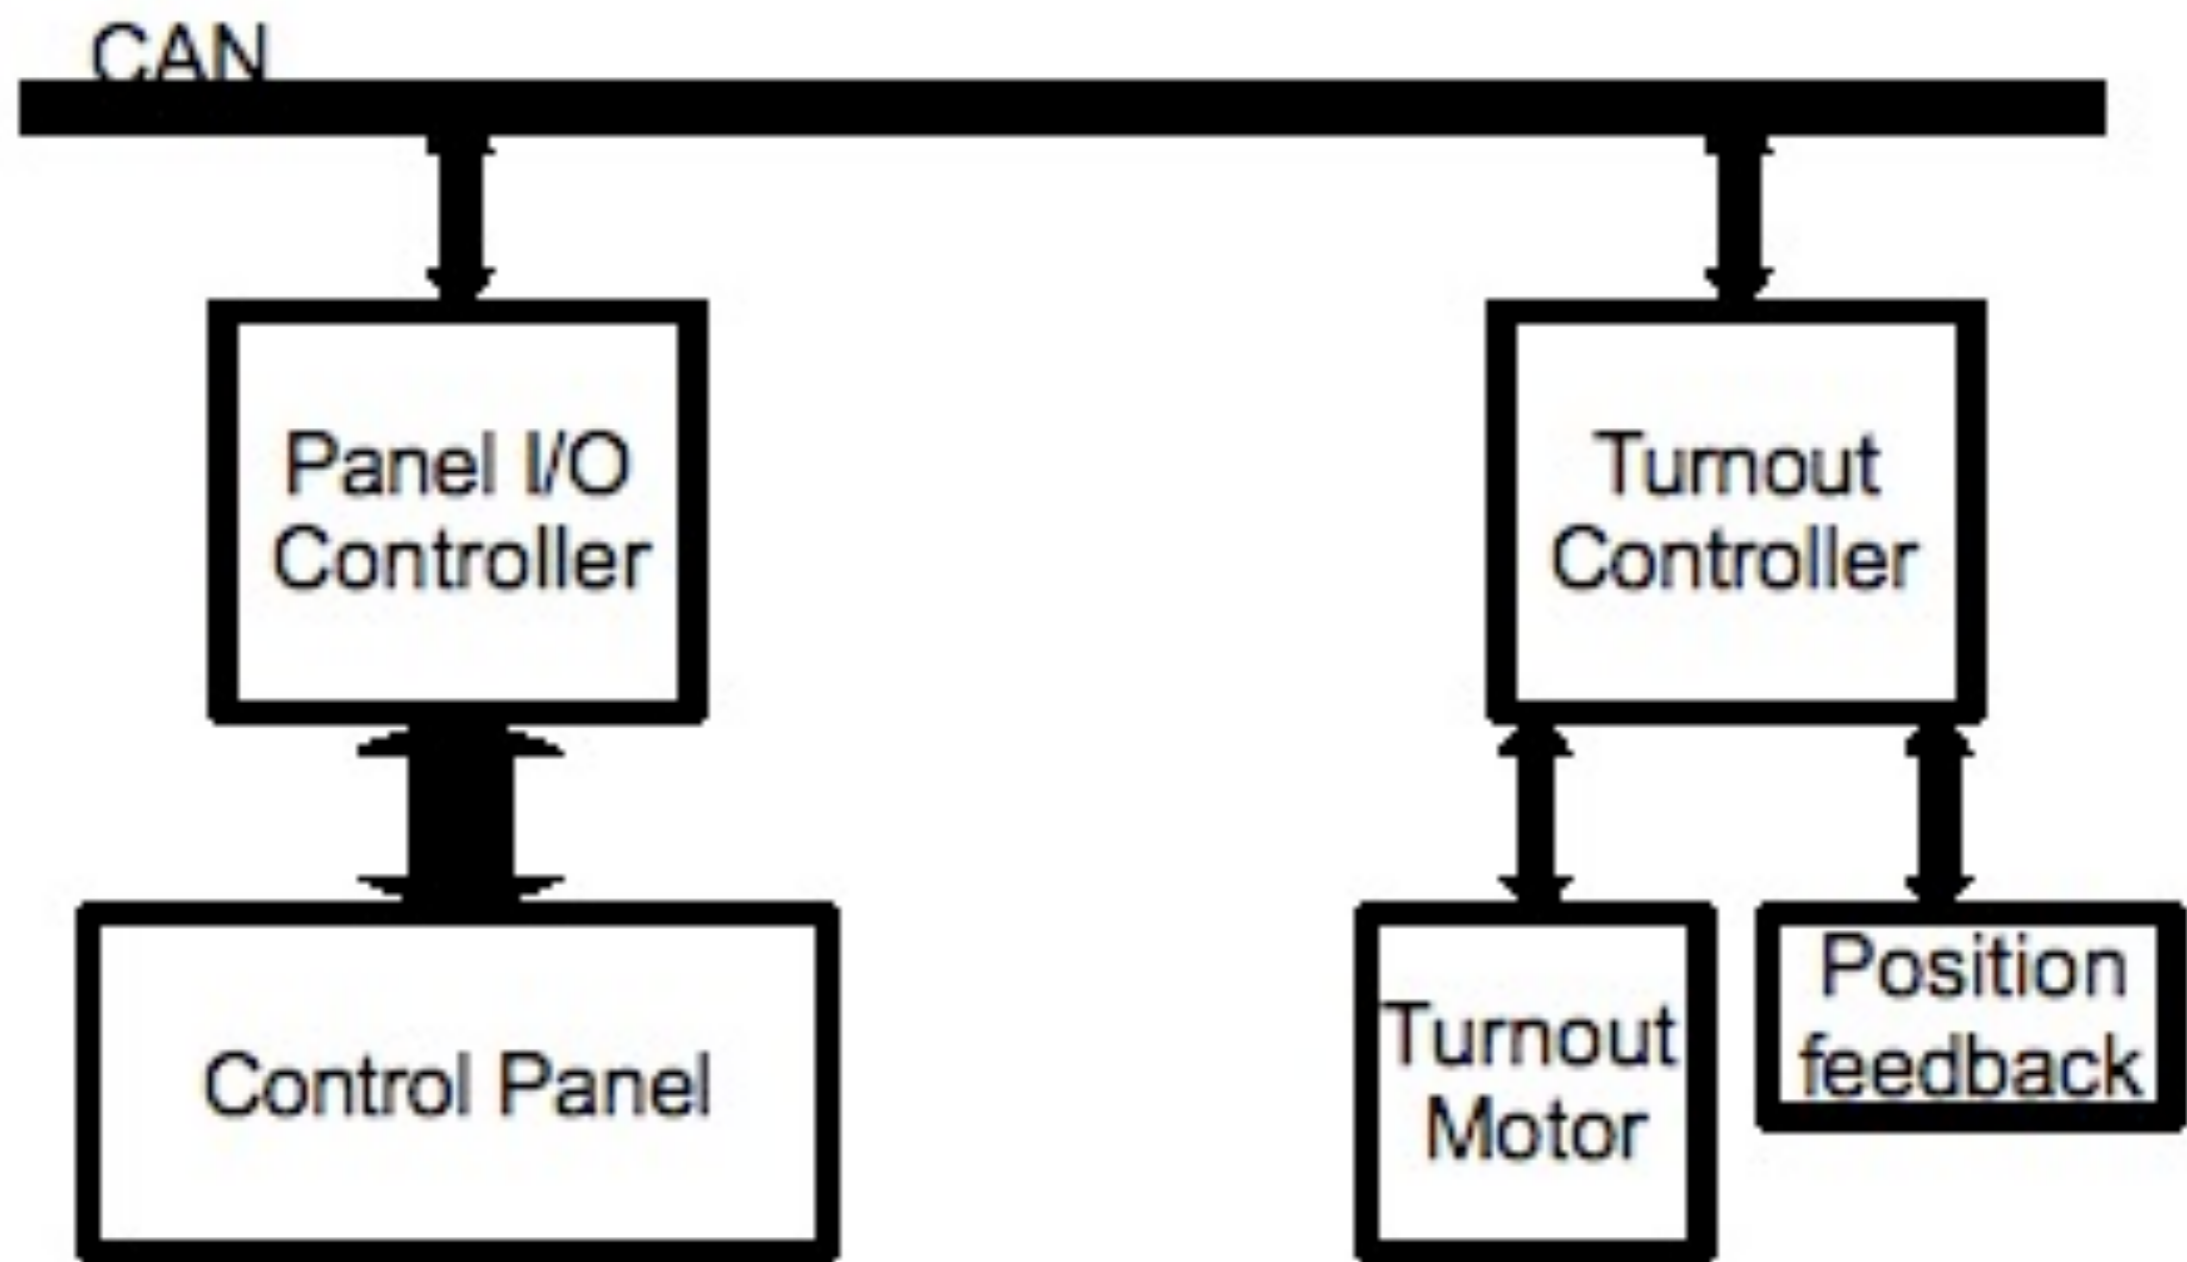 CAN
Panel I/O
Controller
Turnout
Controller
Control Panel
Turnout
Motor
Position
feedback